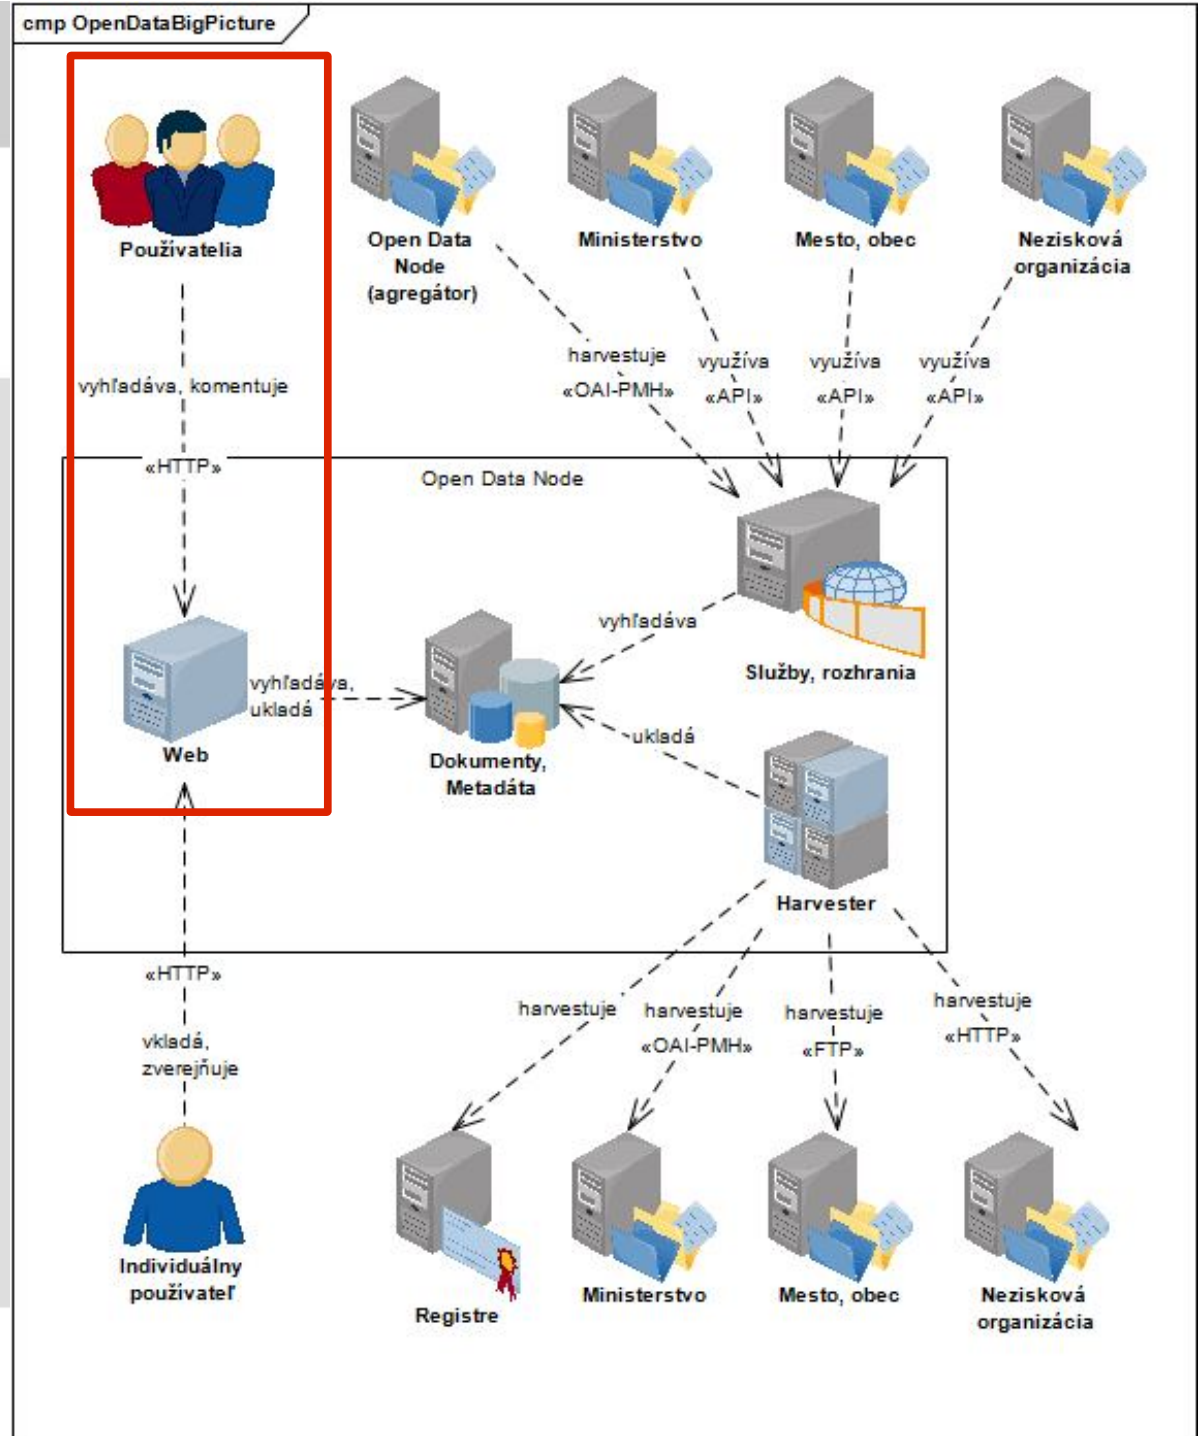 cmp OpenDataBigPicture
Používatelia
Open Data
Node
(agregátor)
Ministerstvo
Mesto, obec
Nezisková
organizácia
vyhľadáva, komentuje
«HTTP»
harvestuje
«OAI-PMH»
využíva
«API»
využíva
«API»
využíva
«API»
Open Data Node
vyhľadáva
Služby, rozhrania
vyhľadáva,
ukladá
Web
Dokumenty,
Metadáta
ukladá
Harvester
«HTTP»
vkladá,
zverejňuje
harvestuje
harvestuje
«OAI-PMH»
harvestuje
«FTP»
harvestuje
«HTTP»
Individuálny
používateľ
Registre
Ministerstvo
Mesto, obec
Nezisková
organizácia